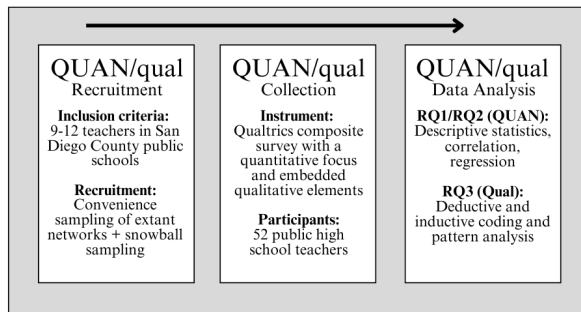 QUAN/qual
Recruitment
Inclusion criteria:
9-12 teachers in San
Diego County public
schools
Recruitment:
Convenience
sampling of extant
networks + snowball
sampling
QUAN/qual
Collection
Instrument:
Qualtrics composite
survey with a
quantitative focus
and embedded
qualitative elements
Participants:
52 public high
school teachers
QUAN/qual
Data Analysis
RQ1/RQ2 (QUAN):
Descriptive statistics,
correlation,
regression
RQ3 (Qual):
Deductive and
inductive coding and
pattern analysis